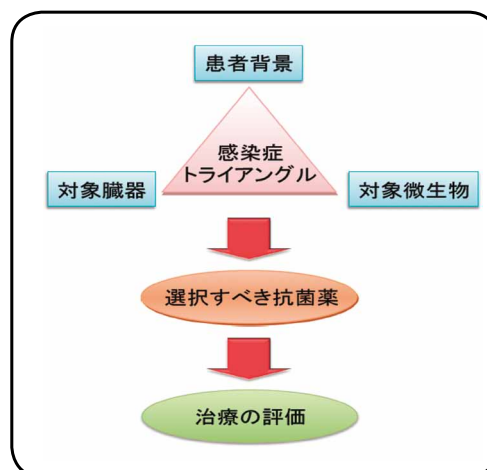 患者背景
感染症
トライアングル
対象臓器
対象微生物
選択すべき抗菌薬
治療の評価